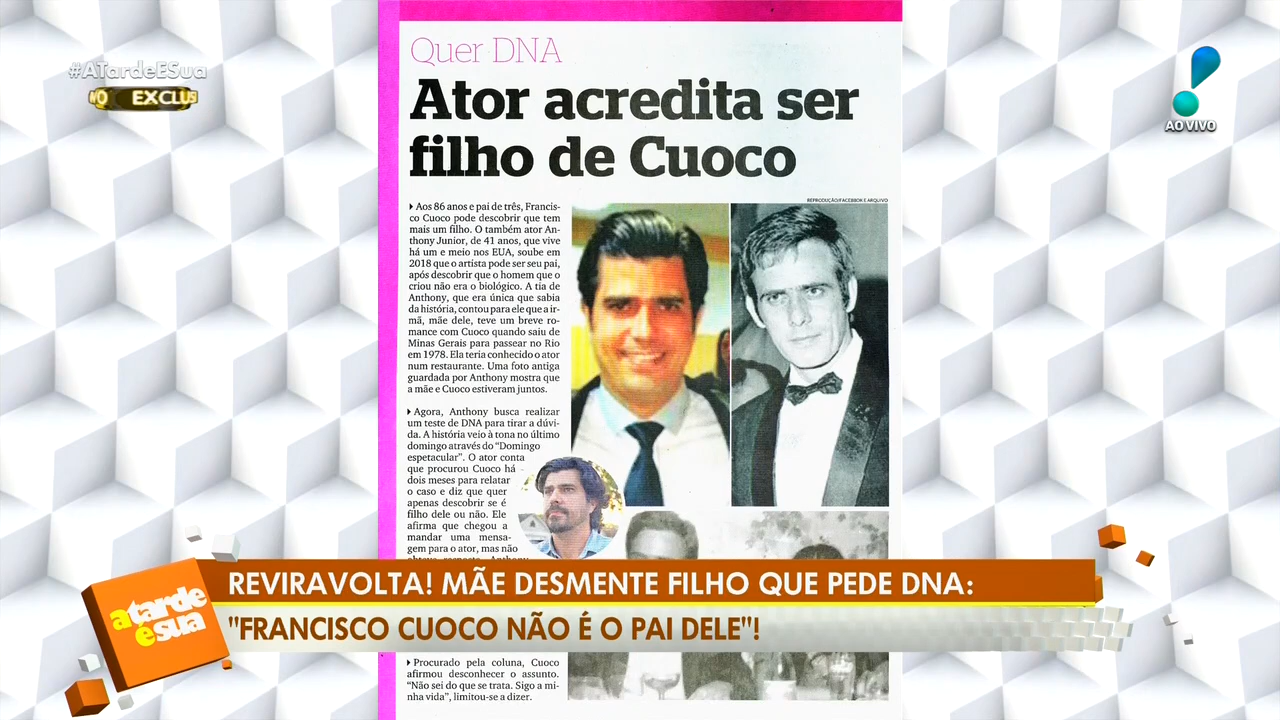 #ATardeESua
VO EXCLUS
AO VIVO
Quer DNA
Ator acredita ser
filho de Cuoco
REPRODUÇÃO/FACEBOOK E ARQUIVO
Aos 86 anos e pai de três, Francis-
co Cuoco pode descobrir que tem
mais um filho. O também ator An-
thony Junior, de 41 anos, que vive
há um e meio nos EUA, soube em
2018 que o artista pode ser seu pai,
após descobrir que o homem que o
criou não era o biológico. A tia de
Anthony, que era única que sabia
da história, contou para ele que a ir-
mã, mãe dele, teve um breve ro-
mance com Cuoco quando saiu de
Minas Gerais para passear no Rio
em 1978. Ela teria conhecido o ator
num restaurante. Uma foto antiga
guardada por Anthony mostra que
a mãe e Cuoco estiveram juntos.
Agora, Anthony busca realizar
um teste de DNA para tirar a dúvi-
da. A história veio à tona no último
domingo através do “Domingo
espetacular”. O ator conta
que procurou Cuoco há
dois meses para relatar
o caso e diz que quer
apenas descobrir se é
filho dele ou não. Ele
afirma que chegou a
mandar uma mensa-
gem para o ator, mas não
a tarde
é sua
REVIRAVOLTA! MÃE DESMENTE FILHO QUE PEDE DNA:
"FRANCISCO CUOCO NÃO É O PAI DELE"!
Procurado pela coluna, Cuoco
afirmou desconhecer o assunto.
“Não sei do que se trata. Sigo a mi-
nha vida”, limitou-se a dizer.